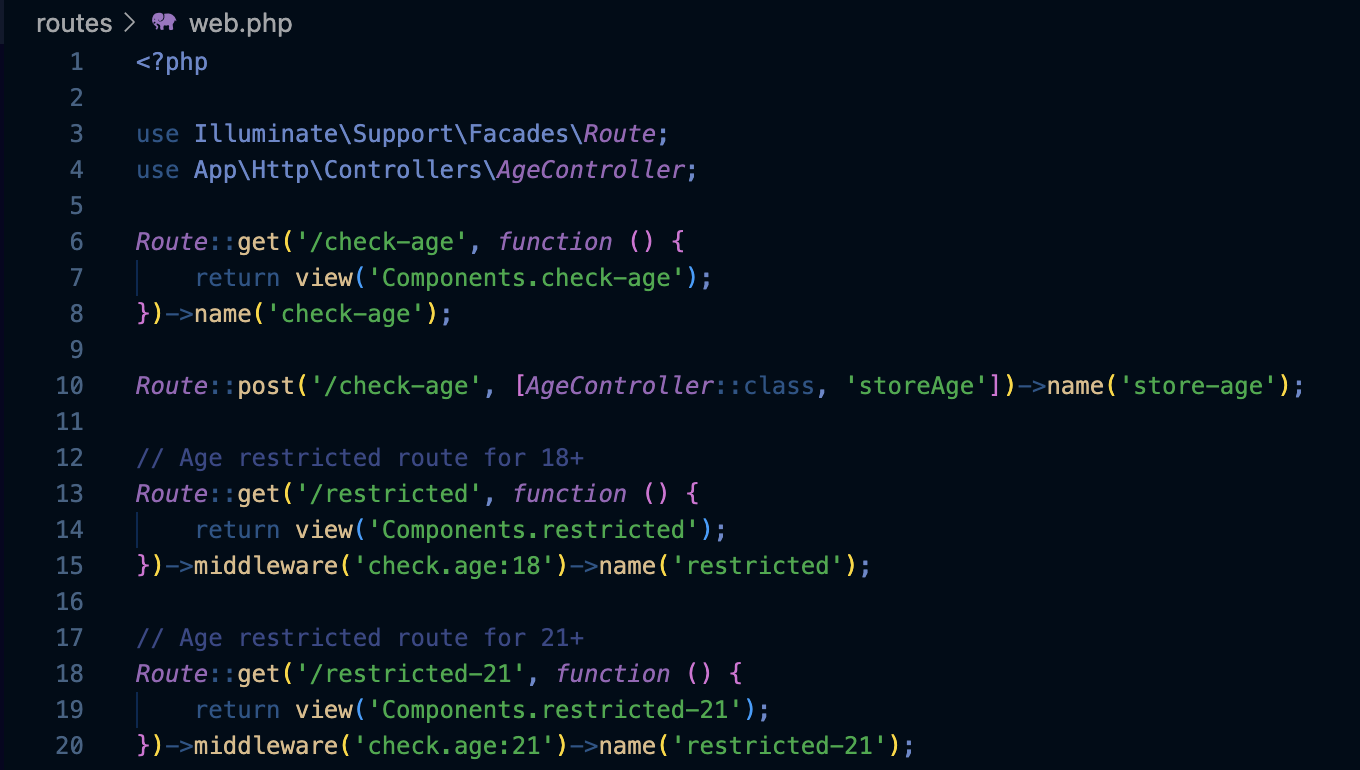 routes > web.php
1 <?php
2
3 use Illuminate\Support\Facades\Route;
4 use App\Http\Controllers\AgeController;
5
6 Route::get('/check-age', function () {
7     return view('Components.check-age');
8 })->name('check-age');
9
10 Route::post('/check-age', [AgeController::class, 'storeAge'])->name('store-age');
11
12 // Age restricted route for 18+
13 Route::get('/restricted', function () {
14     return view('Components.restricted');
15 })->middleware('check.age:18')->name('restricted');
16
17 // Age restricted route for 21+
18 Route::get('/restricted-21', function () {
19     return view('Components.restricted-21');
20 })->middleware('check.age:21')->name('restricted-21');